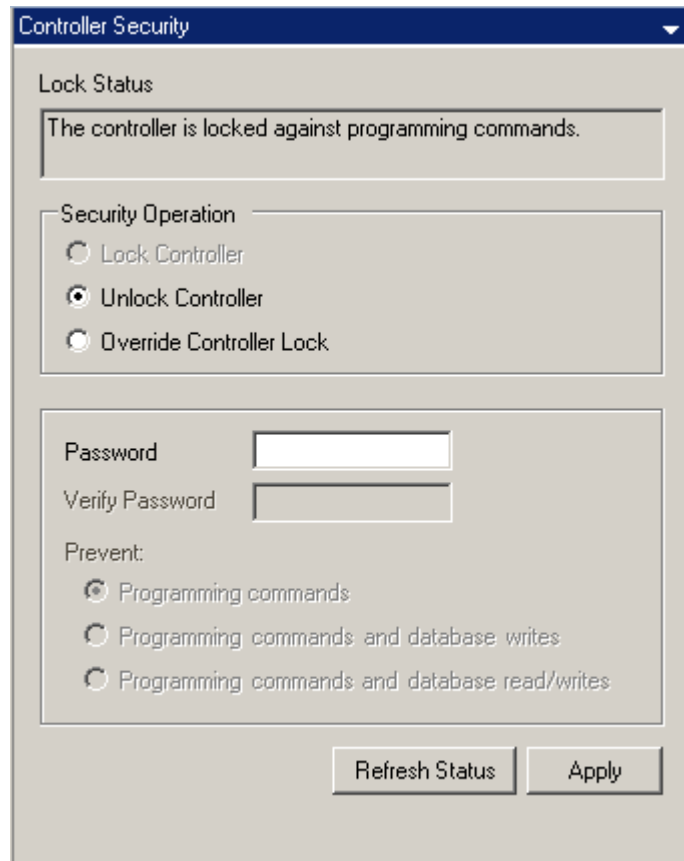 Controller Security
Lock Status
The controller is locked against programming commands.
Security Operation
Lock Controller
Unlock Controller
Override Controller Lock
Password
Verify Password
Prevent:
Programming commands
Programming commands and database writes
Programming commands and database read/writes
Refresh Status Apply